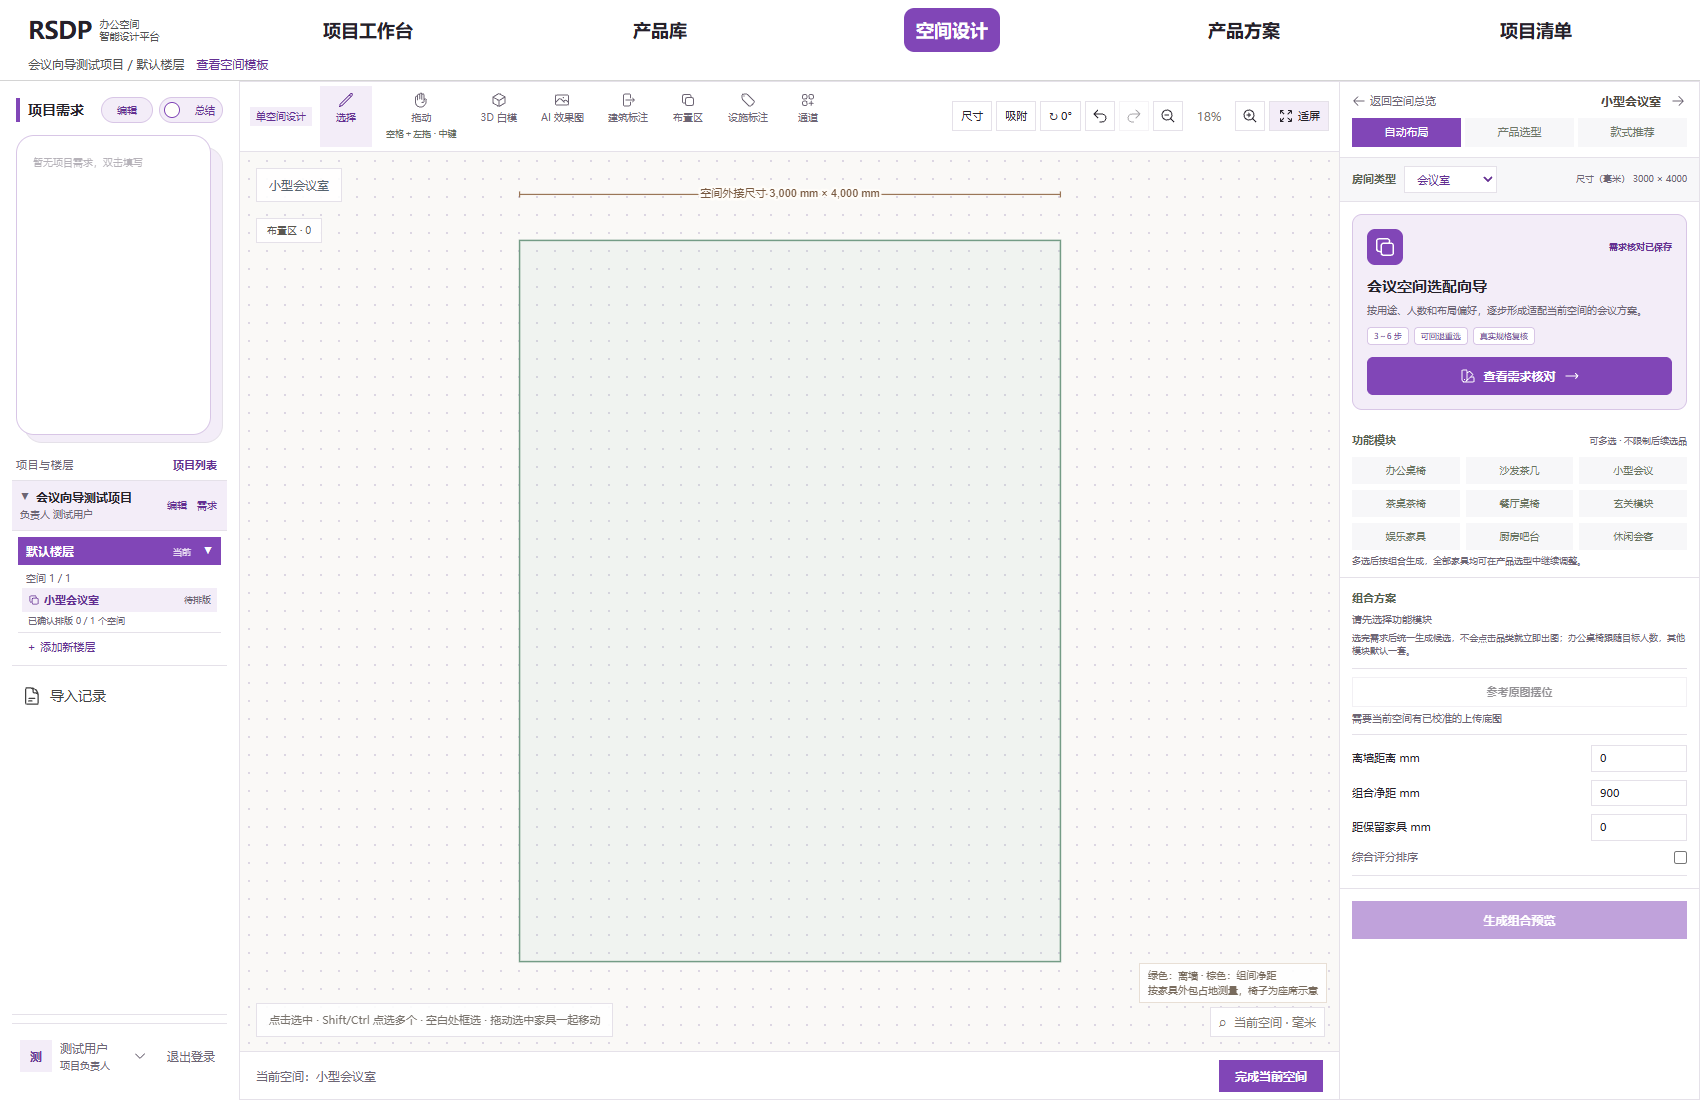 RSDP 办公空间
智能设计平台
项目工作台
产品库
空间设计
产品方案
项目清单
会议向导测试项目 / 默认楼层 查看空间模板
项目需求
编辑
总结
暂无项目需求，双击填写
项目与楼层
项目列表
▼ 会议向导测试项目
负责人 测试用户
编辑 需求
默认楼层 当前 ▼
空间 1 / 1
小型会议室 待排版
已确认排版 0 / 1 个空间
+ 添加新楼层
导入记录
测
测试用户
项目负责人
退出登录
单空间设计
选择
拖动
空格 + 左拖 · 中键
3D 白模
AI 效果图
建筑标注
布置区
设施标注
通道
尺寸
吸附
↻ 0°
18%
适屏
小型会议室
布置区 · 0
空间外接尺寸·3,000 mm × 4,000 mm
绿色：离墙 · 棕色：组间净距
按家具外包占地测量，椅子为座席示意
点击选中 · Shift/Ctrl 点选多个 · 空白处框选 · 拖动选中家具一起移动
当前空间 · 毫米
当前空间：小型会议室
完成当前空间
← 返回空间总览
小型会议室 →
自动布局
产品选型
款式推荐
房间类型
会议室
尺寸（毫米） 3000 × 4000
需求核对已保存
会议空间选配向导
按用途、人数和布局偏好，逐步形成适配当前空间的会议方案。
3–6 步
可回退重选
真实规格复核
查看需求核对 →
功能模块
可多选 · 不限制后续选品
办公桌椅
沙发茶几
小型会议
茶桌茶椅
餐厅桌椅
玄关模块
娱乐家具
厨房吧台
休闲会客
多选后按组合生成，全部家具均可在产品选型中继续调整。
组合方案
请先选择功能模块
选完需求后统一生成候选，不会点击品类就立即出图；办公桌椅跟随目标人数，其他
模块默认一套。
参考原图摆位
需要当前空间有已校准的上传底图
离墙距离 mm
0
组合净距 mm
900
距保留家具 mm
0
综合评分排序
生成组合预览